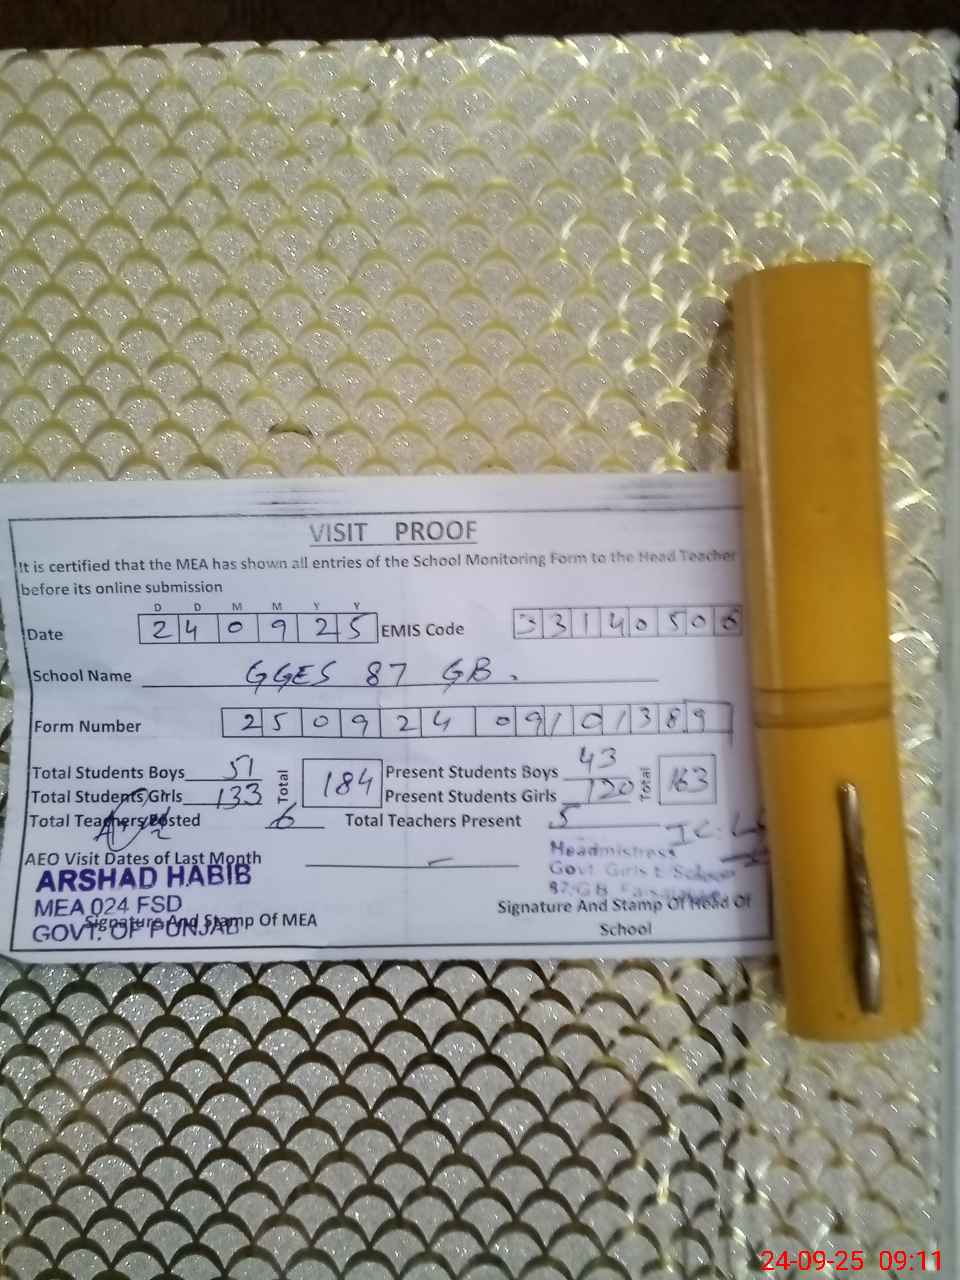 VISIT PROOF
It is certified that the MEA has shown all entries of the School Monitoring Form to the Head Teacher
before its online submission
D D M M Y Y
Date 2 4 0 9 2 5 EMIS Code 3 3 1 4 0 5 0 6
School Name GGES 87 GB.
Form Number 2 5 0 9 2 4 0 9 1 0 1 3 8 9
Total Students Boys 51 Total 184 Present Students Boys 43 Total 163
Total Students Girls 133 Present Students Girls 120
Total Teachers Posted 6 Total Teachers Present 5
AEO Visit Dates of Last Month -
Headmistress
ARSHAD HABIB
Govt Girls E School
MEA 024 FSD
87 GB Faisalabad
GOVT. OF PUNJAB
Signature And Stamp Of MEA
Signature And Stamp Of Head Of
School
24-09-25 09:11